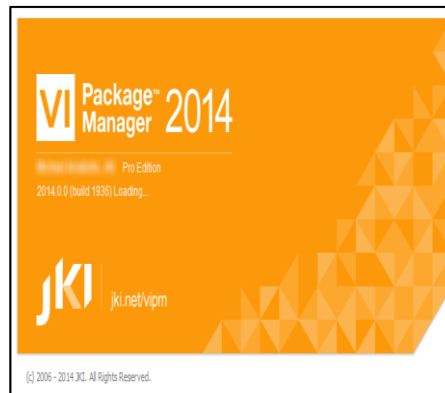 VI Package™
Manager 2014
Pro Edition
2014.0.0 (build 1936) Loading...
JKI jki.net/vipm
(c) 2006 - 2014 JKI. All Rights Reserved.